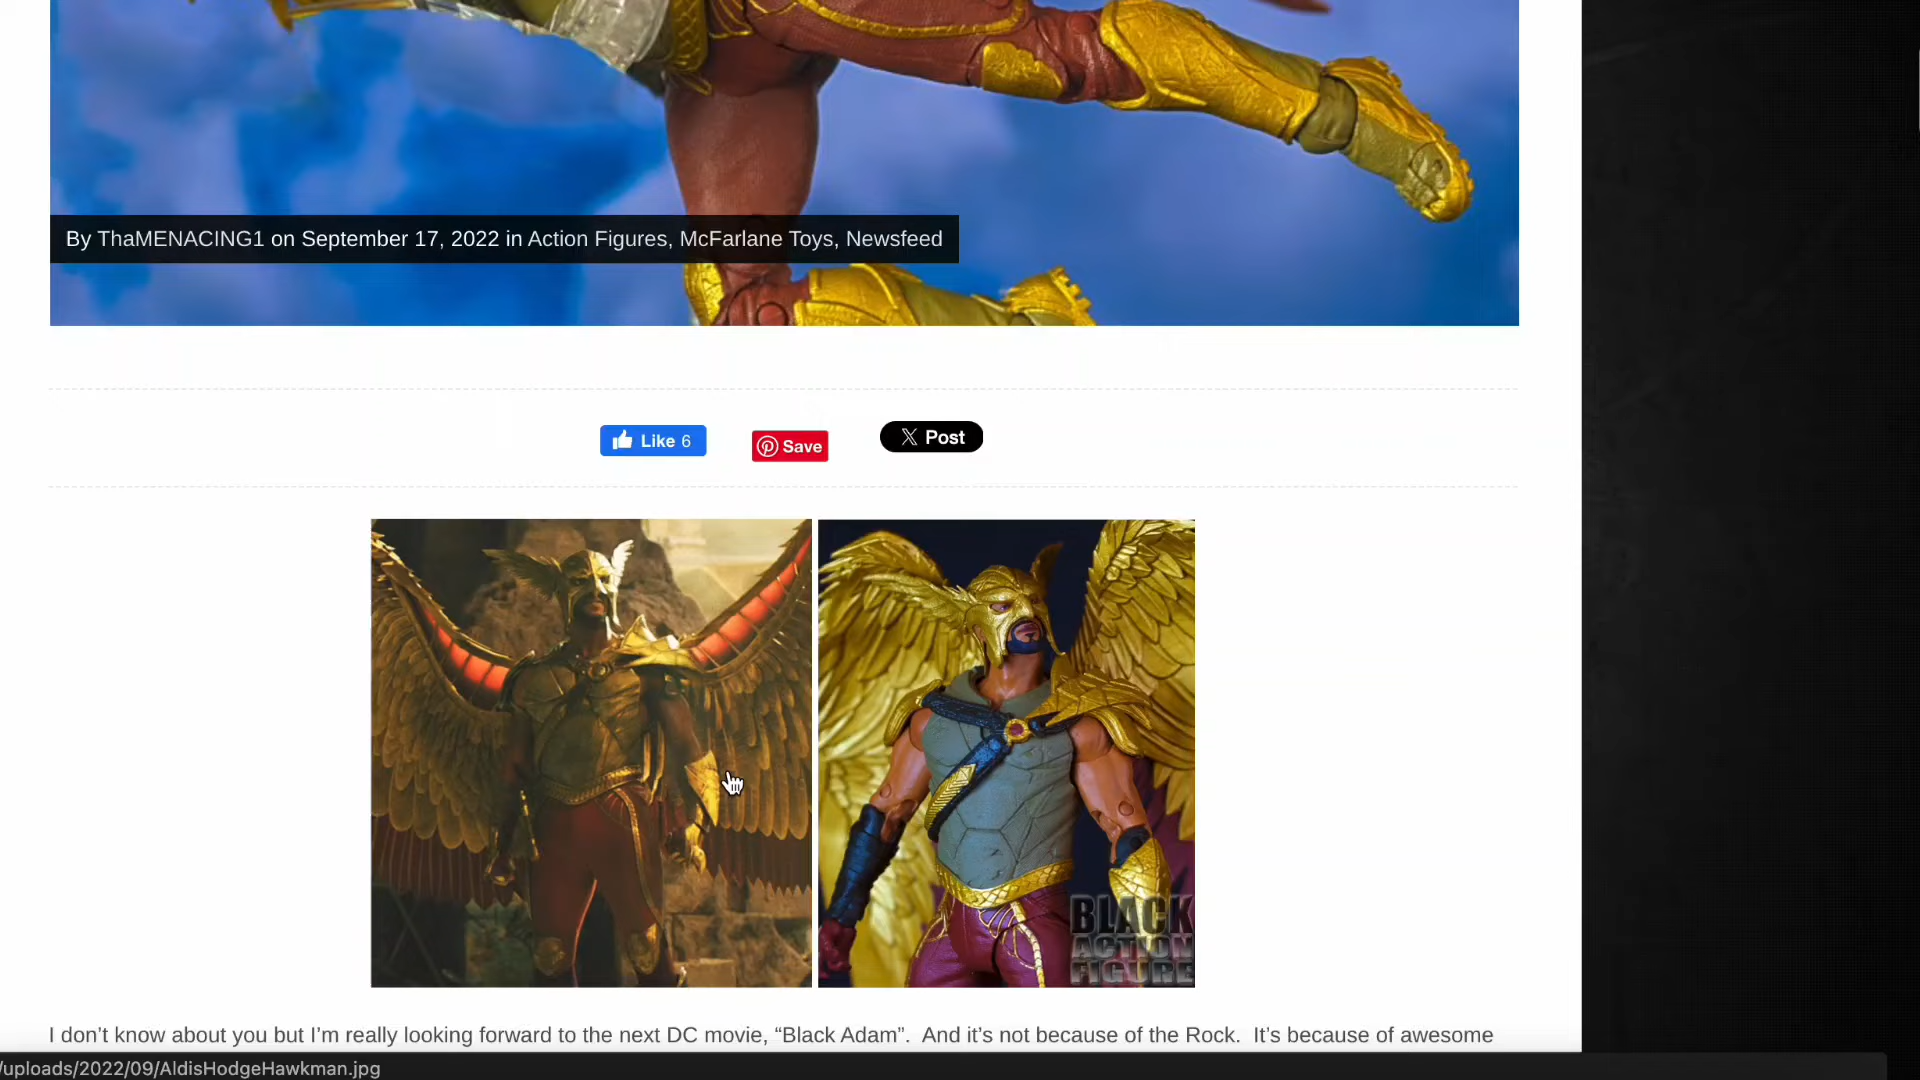 By ThaMENACING1 on September 17, 2022 in Action Figures, McFarlane Toys, Newsfeed
Like 6
Save
Post
BLACK
ACTION
FIGURE
I don’t know about you but I’m really looking forward to the next DC movie, “Black Adam”.  And it’s not because of the Rock.  It’s because of awesome
/uploads/2022/09/AldisHodgeHawkman.jpg